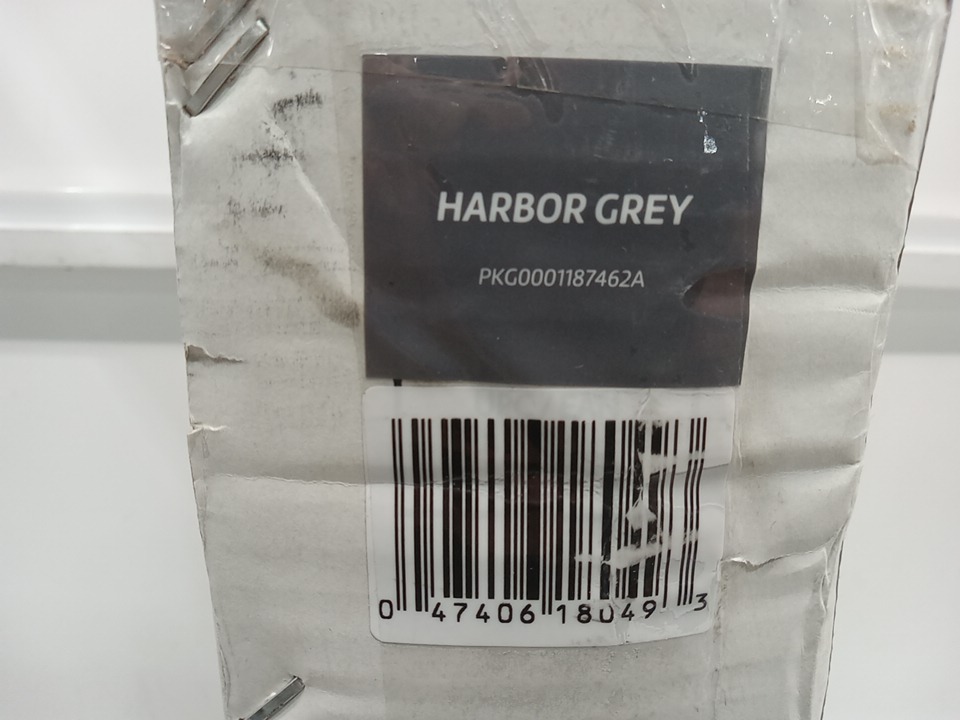 HARBOR GREY
PKG0001187462A
0 47406 18049 3